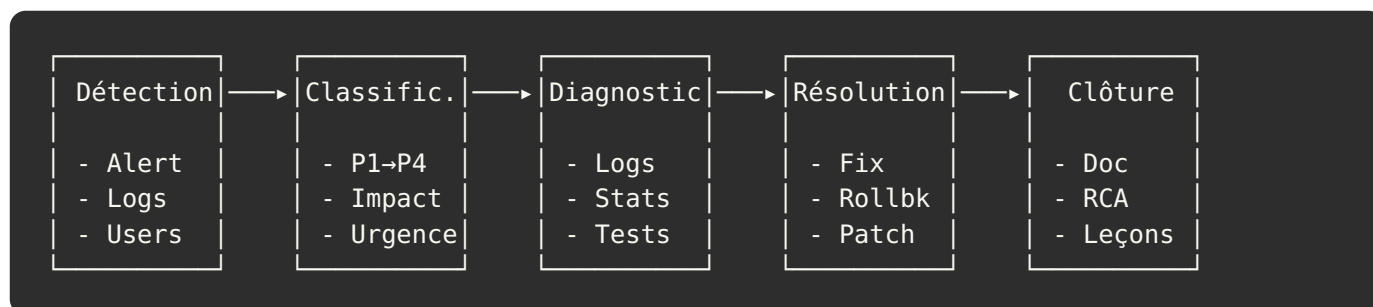 Détection Classific. Diagnostic Résolution Clôture
- Alert - P1→P4 - Logs - Fix - Doc
- Logs - Impact - Stats - Rollbk - RCA
- Users - Urgence - Tests - Patch - Leçons